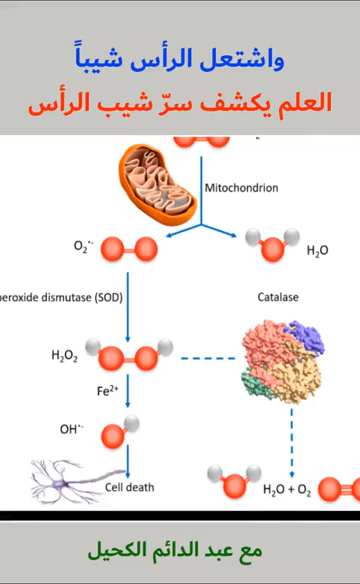 واشتعل الرأس شيباً
العلم يكشف سرّ شيب الرأس
Mitochondrion
O₂•-
H₂O
peroxide dismutase (SOD)
Catalase
H₂O₂
Fe²⁺
OH•-
Cell death
H₂O + O₂
مع عبد الدائم الكحيل